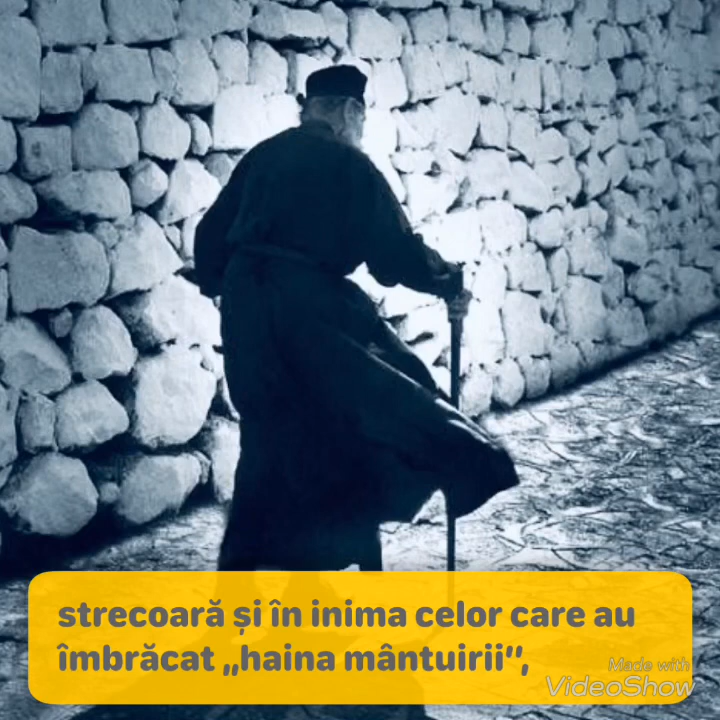 strecoară și în inima celor care au
îmbrăcat „haina mântuirii”,
Made with
VideoShow